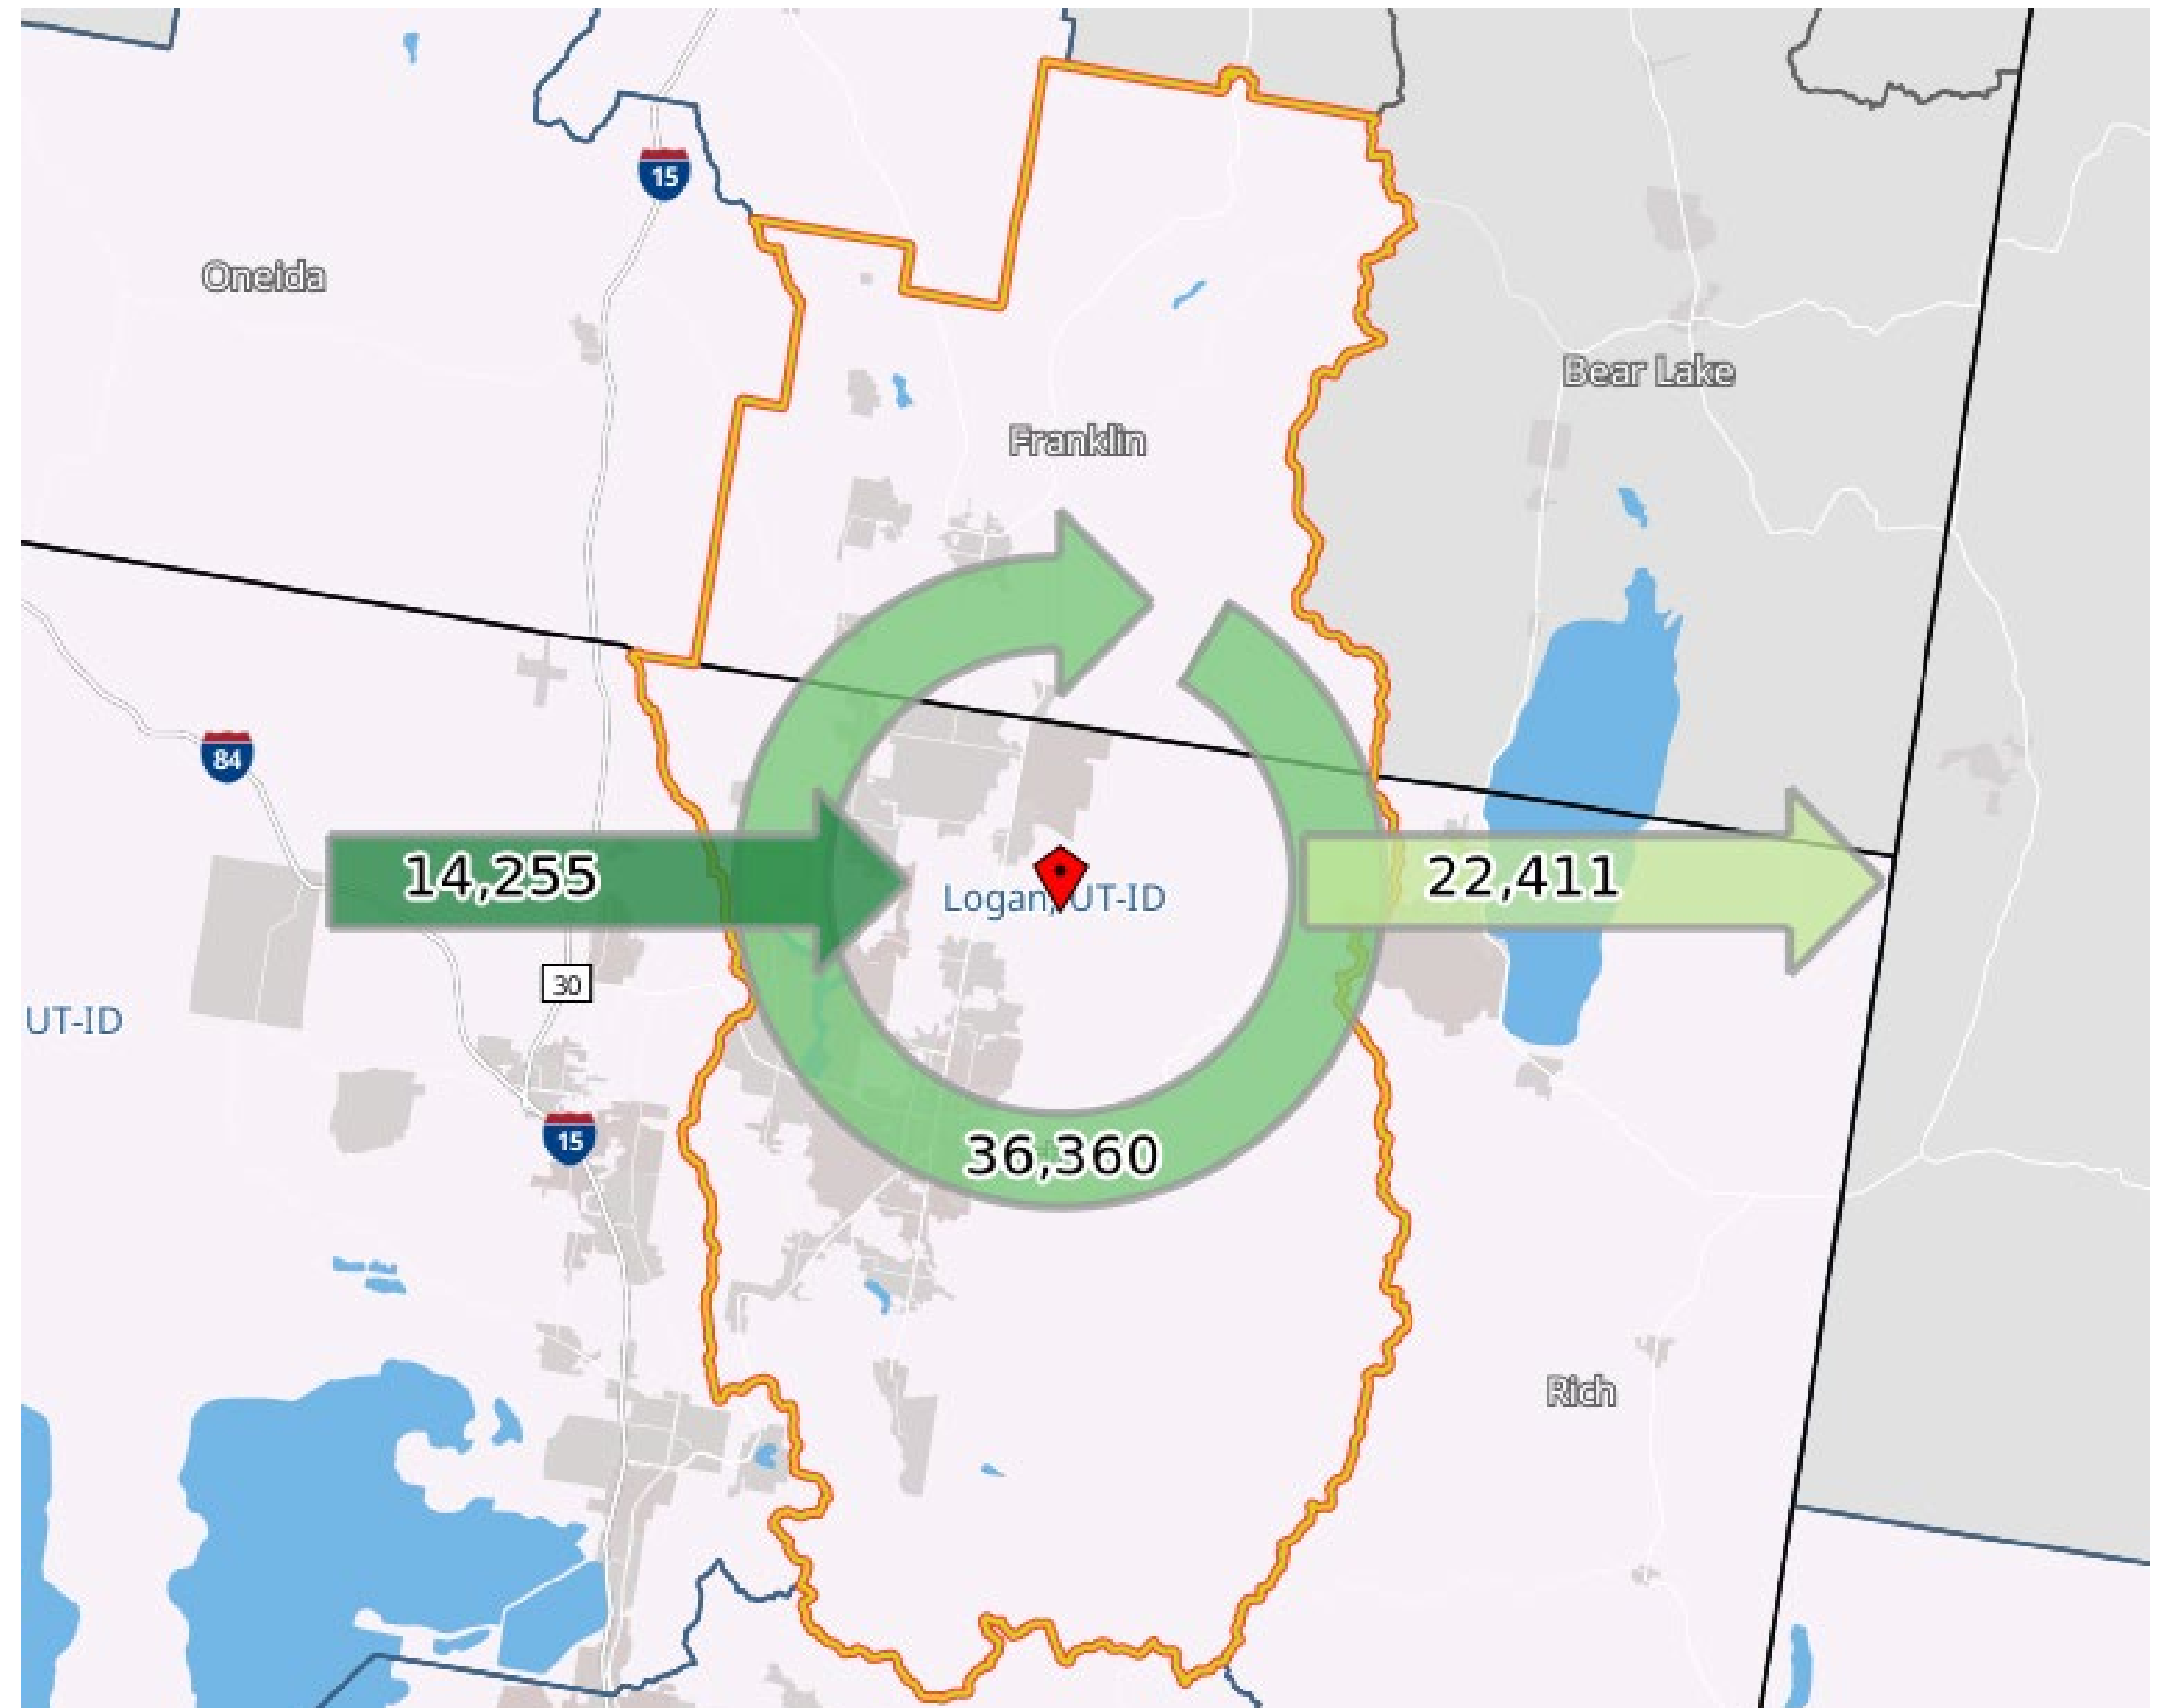 15
Oneida
Bear Lake
Franklin
84
14,255
22,411
Logan, UT-ID
30
UT-ID
15
36,360
Rich